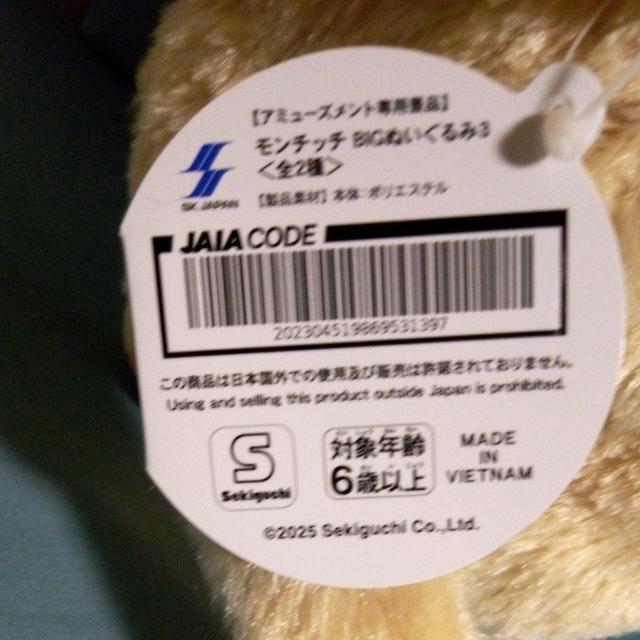 【アミューズメント専用景品】
モンチッチ BIGぬいぐるみ3
<全2種>
SK JAPAN
【製品素材】本体：ポリエステル
JAIA CODE
202304519869531397
この商品は日本国外での使用及び販売は許諾されておりません。
Using and selling this product outside Japan is prohibited.
S
Sekiguchi
対象年齢
6歳以上
MADE
IN
VIETNAM
©2025 Sekiguchi Co.,Ltd.